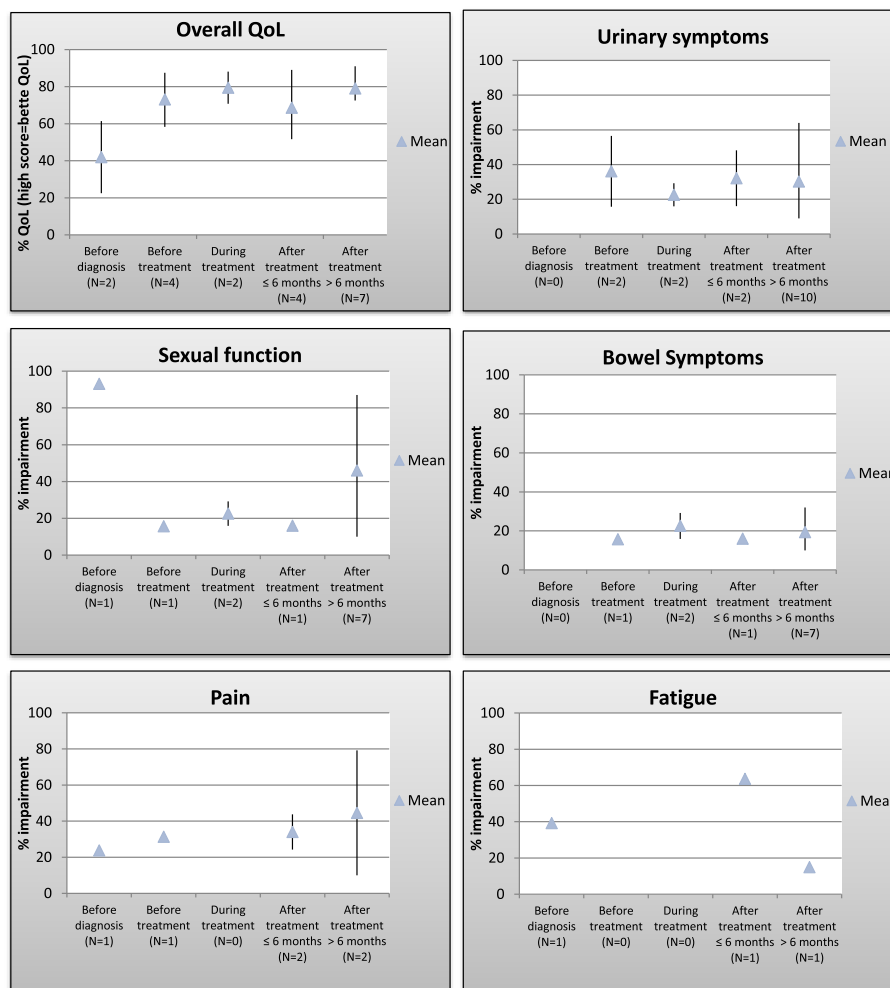 Overall QoL
% QoL (high score=bette QoL)
100
80
60
40
20
0
Before diagnosis (N=2)
Before treatment (N=4)
During treatment (N=2)
After treatment ≤ 6 months (N=4)
After treatment > 6 months (N=7)
Mean
Urinary symptoms
% impairment
100
80
60
40
20
0
Before diagnosis (N=0)
Before treatment (N=2)
During treatment (N=2)
After treatment ≤ 6 months (N=2)
After treatment > 6 months (N=10)
Mean
Sexual function
% impairment
100
80
60
40
20
0
Before diagnosis (N=1)
Before treatment (N=1)
During treatment (N=2)
After treatment ≤ 6 months (N=1)
After treatment > 6 months (N=7)
Mean
Bowel Symptoms
% impairment
100
80
60
40
20
0
Before diagnosis (N=0)
Before treatment (N=1)
During treatment (N=2)
After treatment ≤ 6 months (N=1)
After treatment > 6 months (N=7)
Mean
Pain
% impairment
100
80
60
40
20
0
Before diagnosis (N=1)
Before treatment (N=1)
During treatment (N=0)
After treatment ≤ 6 months (N=2)
After treatment > 6 months (N=2)
Mean
Fatigue
% impairment
100
80
60
40
20
0
Before diagnosis (N=1)
Before treatment (N=0)
During treatment (N=0)
After treatment ≤ 6 months (N=1)
After treatment > 6 months (N=1)
Mean